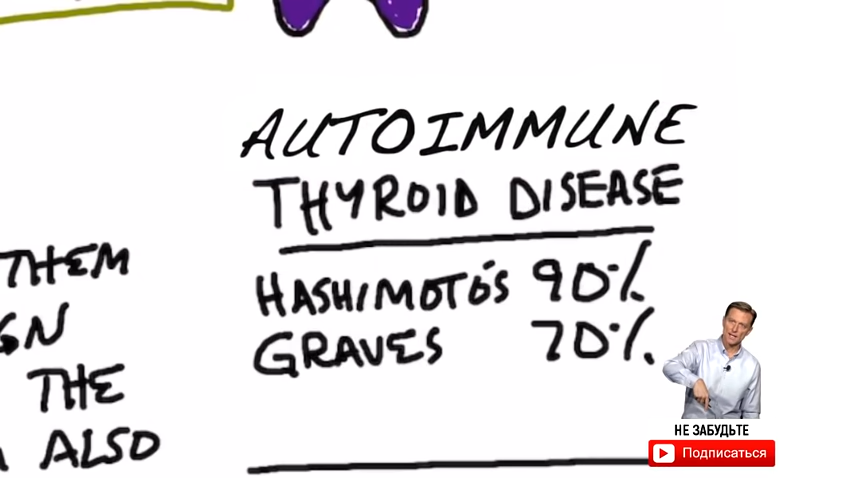 AUTOIMMUNE
THYROID DISEASE
HASHIMOTO'S 90%
GRAVES 70%
THEM
THE
ALSO
НЕ ЗАБУДЬТЕ
Подписаться